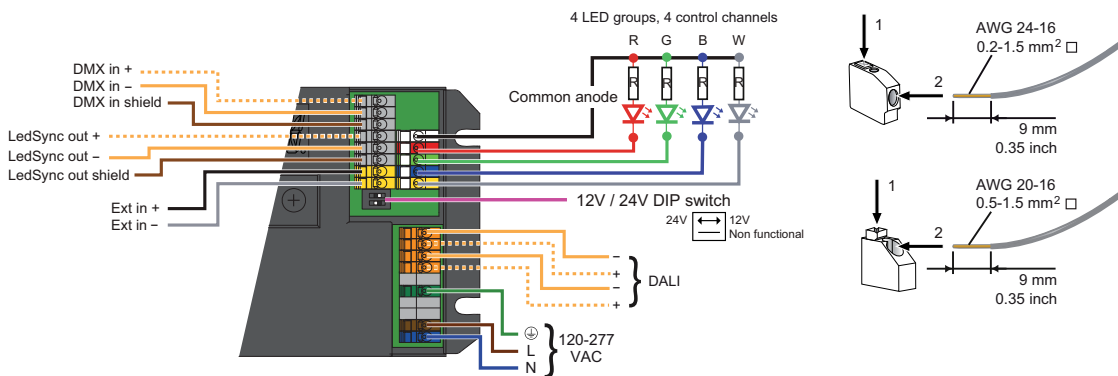 4 LED groups, 4 control channels
R G B W
R R R R
Common anode
DMX in +
DMX in −
DMX in shield
LedSync out +
LedSync out −
LedSync out shield
Ext in +
Ext in −
12V / 24V DIP switch
24V 12V
Non functional
−
+
−
+
DALI
L
N
120-277
VAC
1
2
AWG 24-16
0.2-1.5 mm² □
9 mm
0.35 inch
1
2
AWG 20-16
0.5-1.5 mm² □
9 mm
0.35 inch